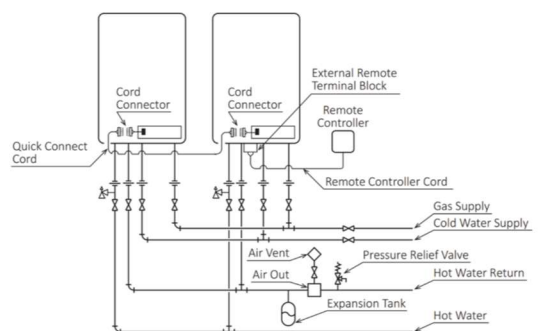 External Remote
Terminal Block
Cord
Connector
Cord
Connector
Remote
Controller
Quick Connect
Cord
Remote Controller Cord
Gas Supply
Cold Water Supply
Air Vent
Pressure Relief Valve
Air Out
Hot Water Return
Expansion Tank
Hot Water